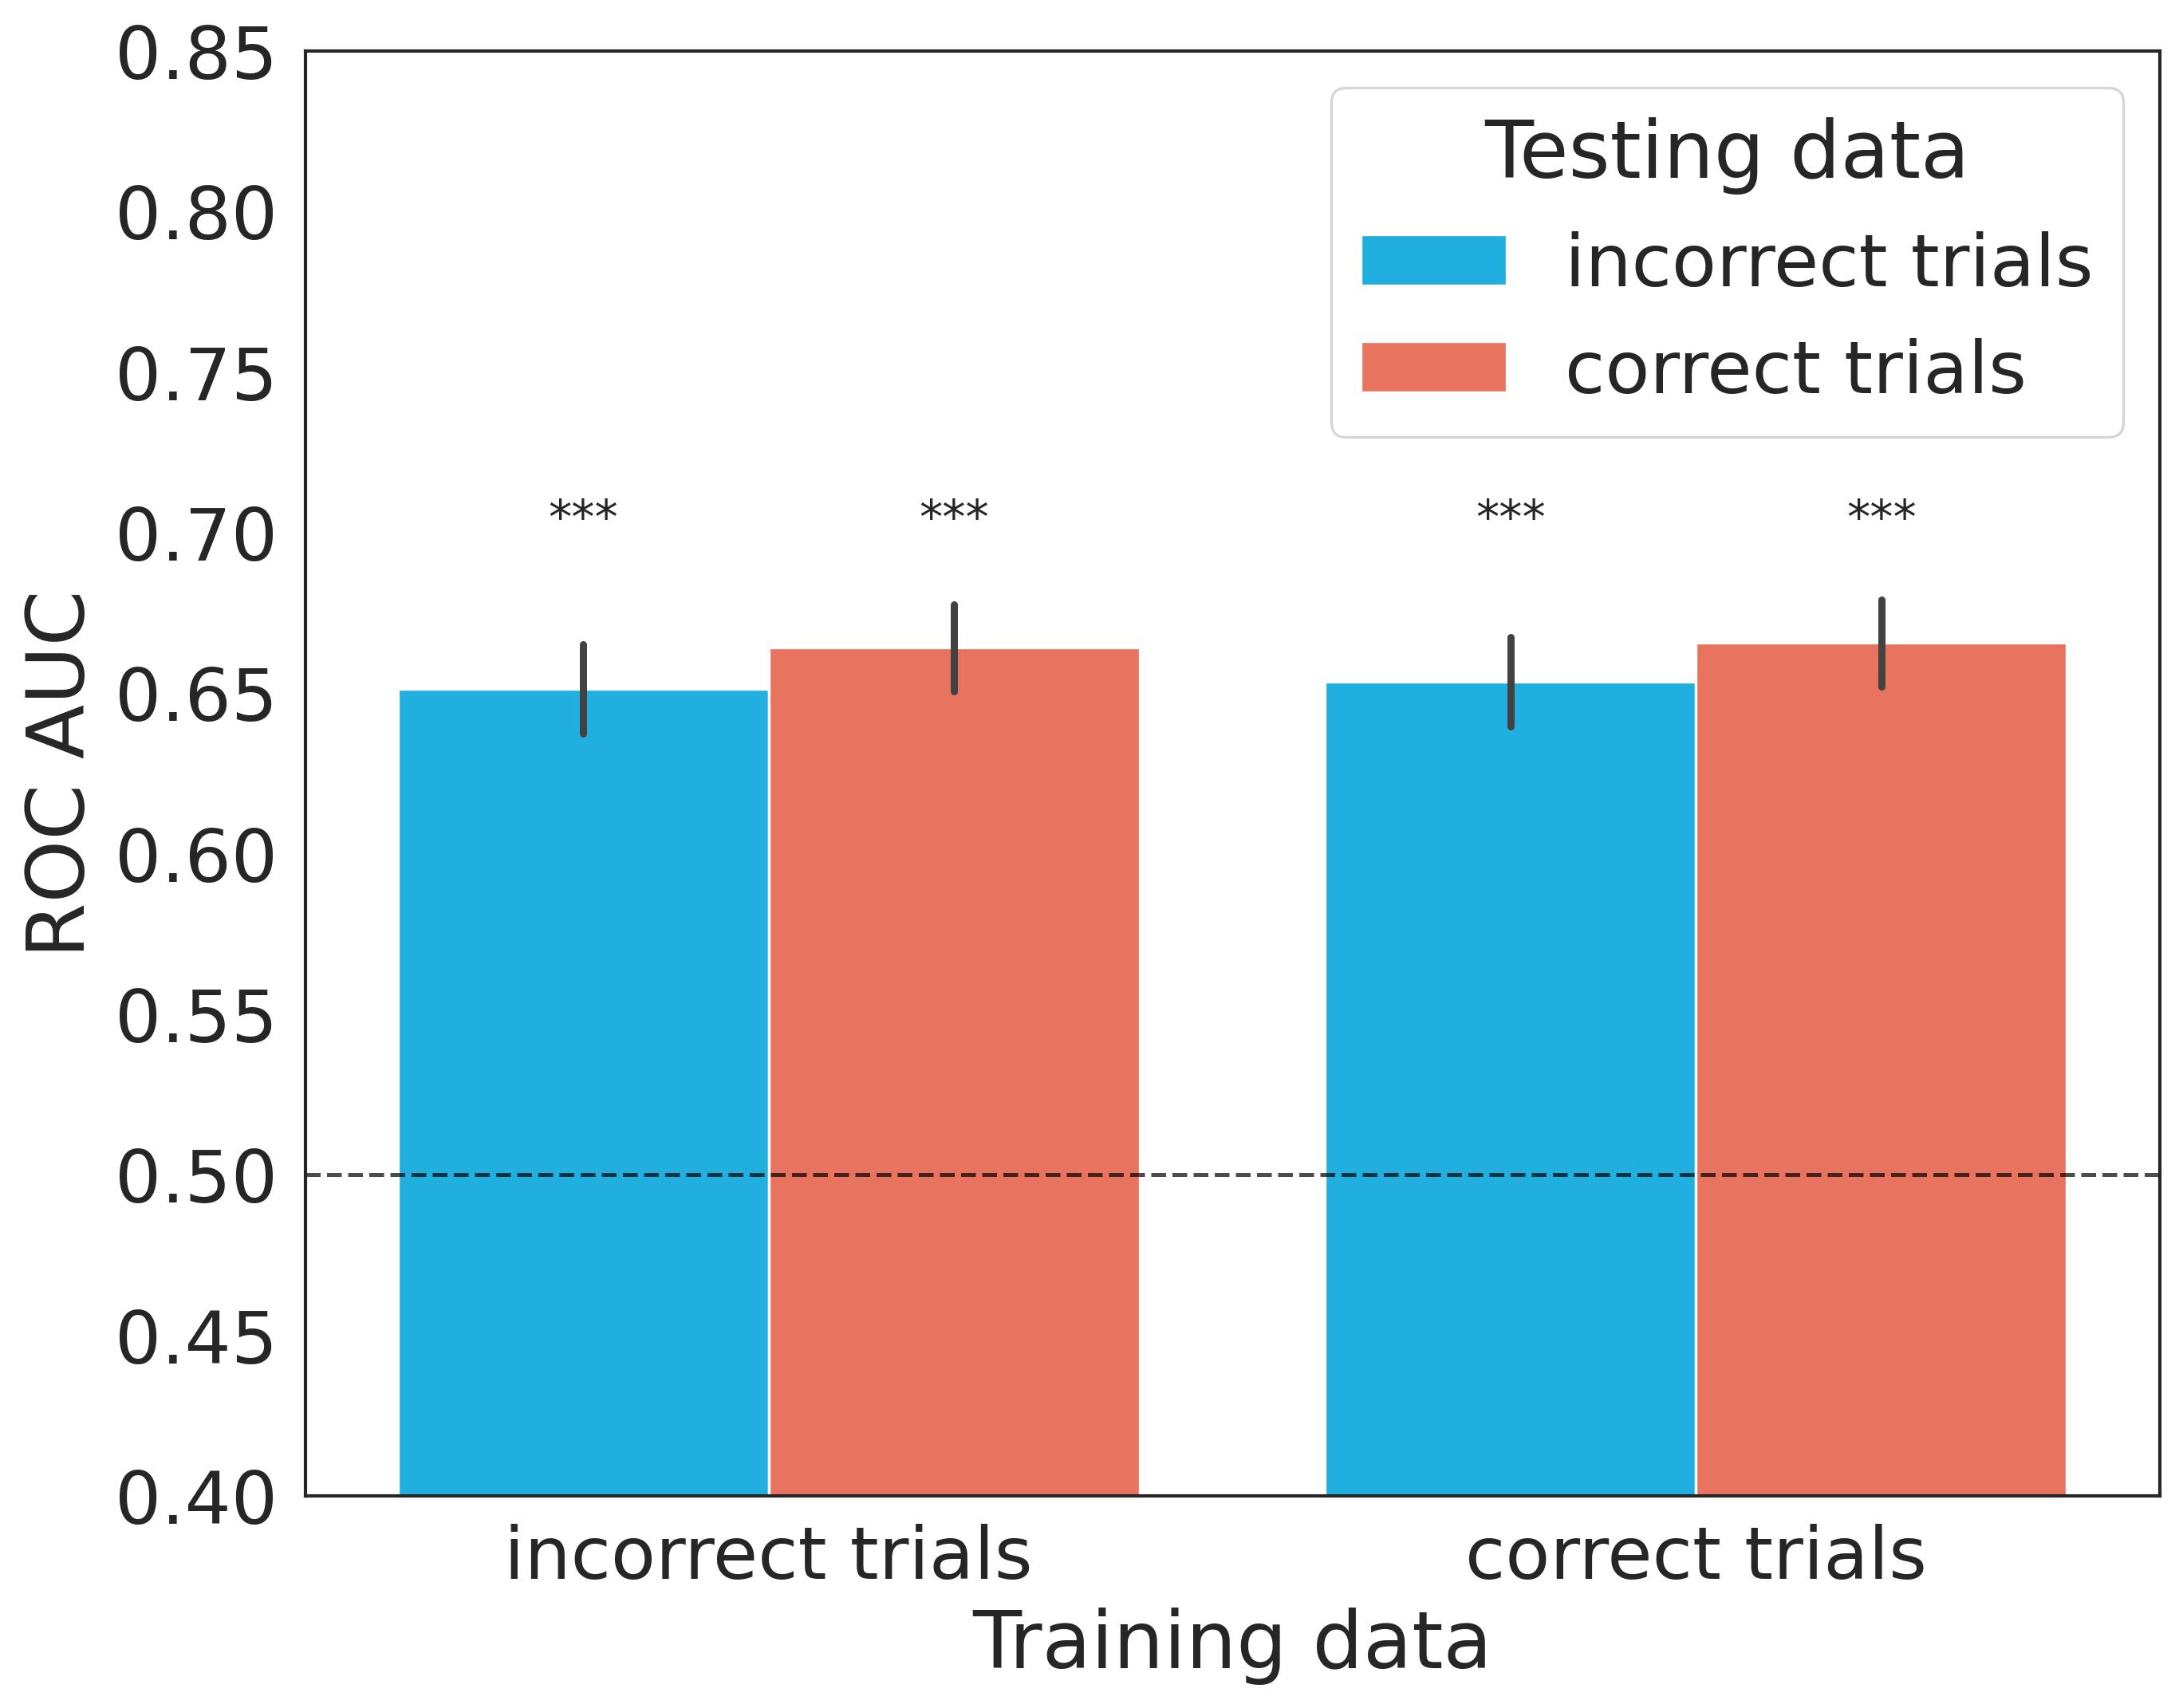 0.85
0.80
0.75
0.70
0.65
0.60
0.55
0.50
0.45
0.40
ROC AUC
Testing data
incorrect trials
correct trials
***
***
***
***
incorrect trials
correct trials
Training data